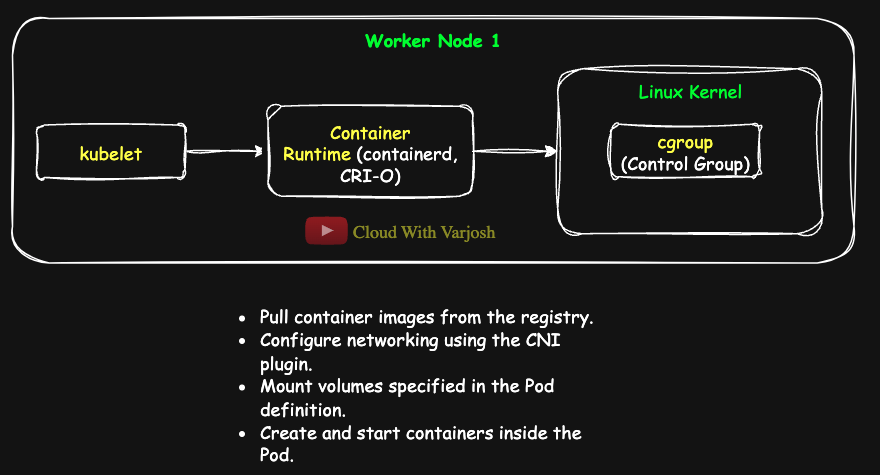 Worker Node 1
Linux Kernel
kubelet
Container
Runtime (containerd,
CRI-O)
cgroup
(Control Group)
Cloud With Varjosh
• Pull container images from the registry.
• Configure networking using the CNI
plugin.
• Mount volumes specified in the Pod
definition.
• Create and start containers inside the
Pod.